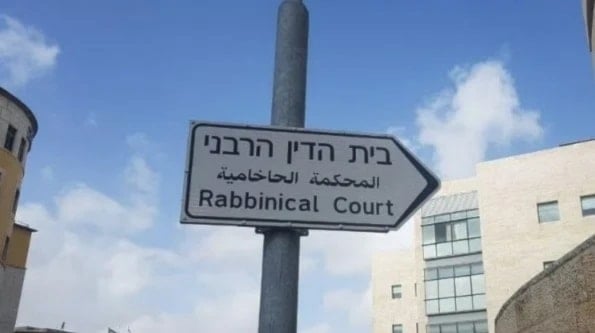 בית הדין הרבני
المحكمة الحاخامية
Rabbinical Court